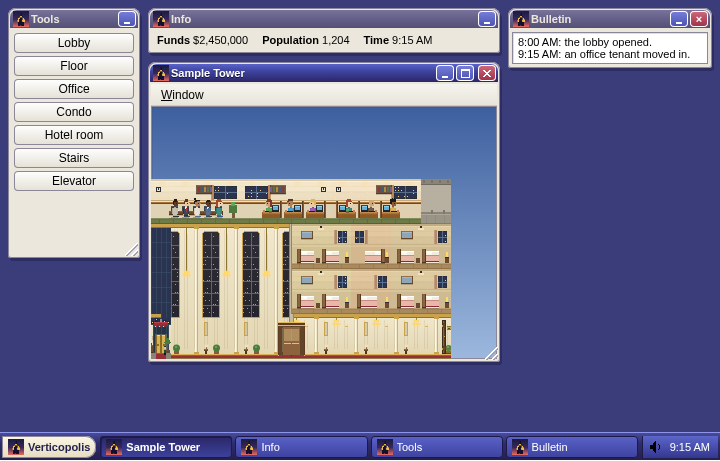 Tools
Lobby
Floor
Office
Condo
Hotel room
Stairs
Elevator
Info
Funds $2,450,000 Population 1,204 Time 9:15 AM
Sample Tower
Window
Bulletin
8:00 AM: the lobby opened.
9:15 AM: an office tenant moved in.
Verticopolis Sample Tower Info Tools Bulletin 9:15 AM